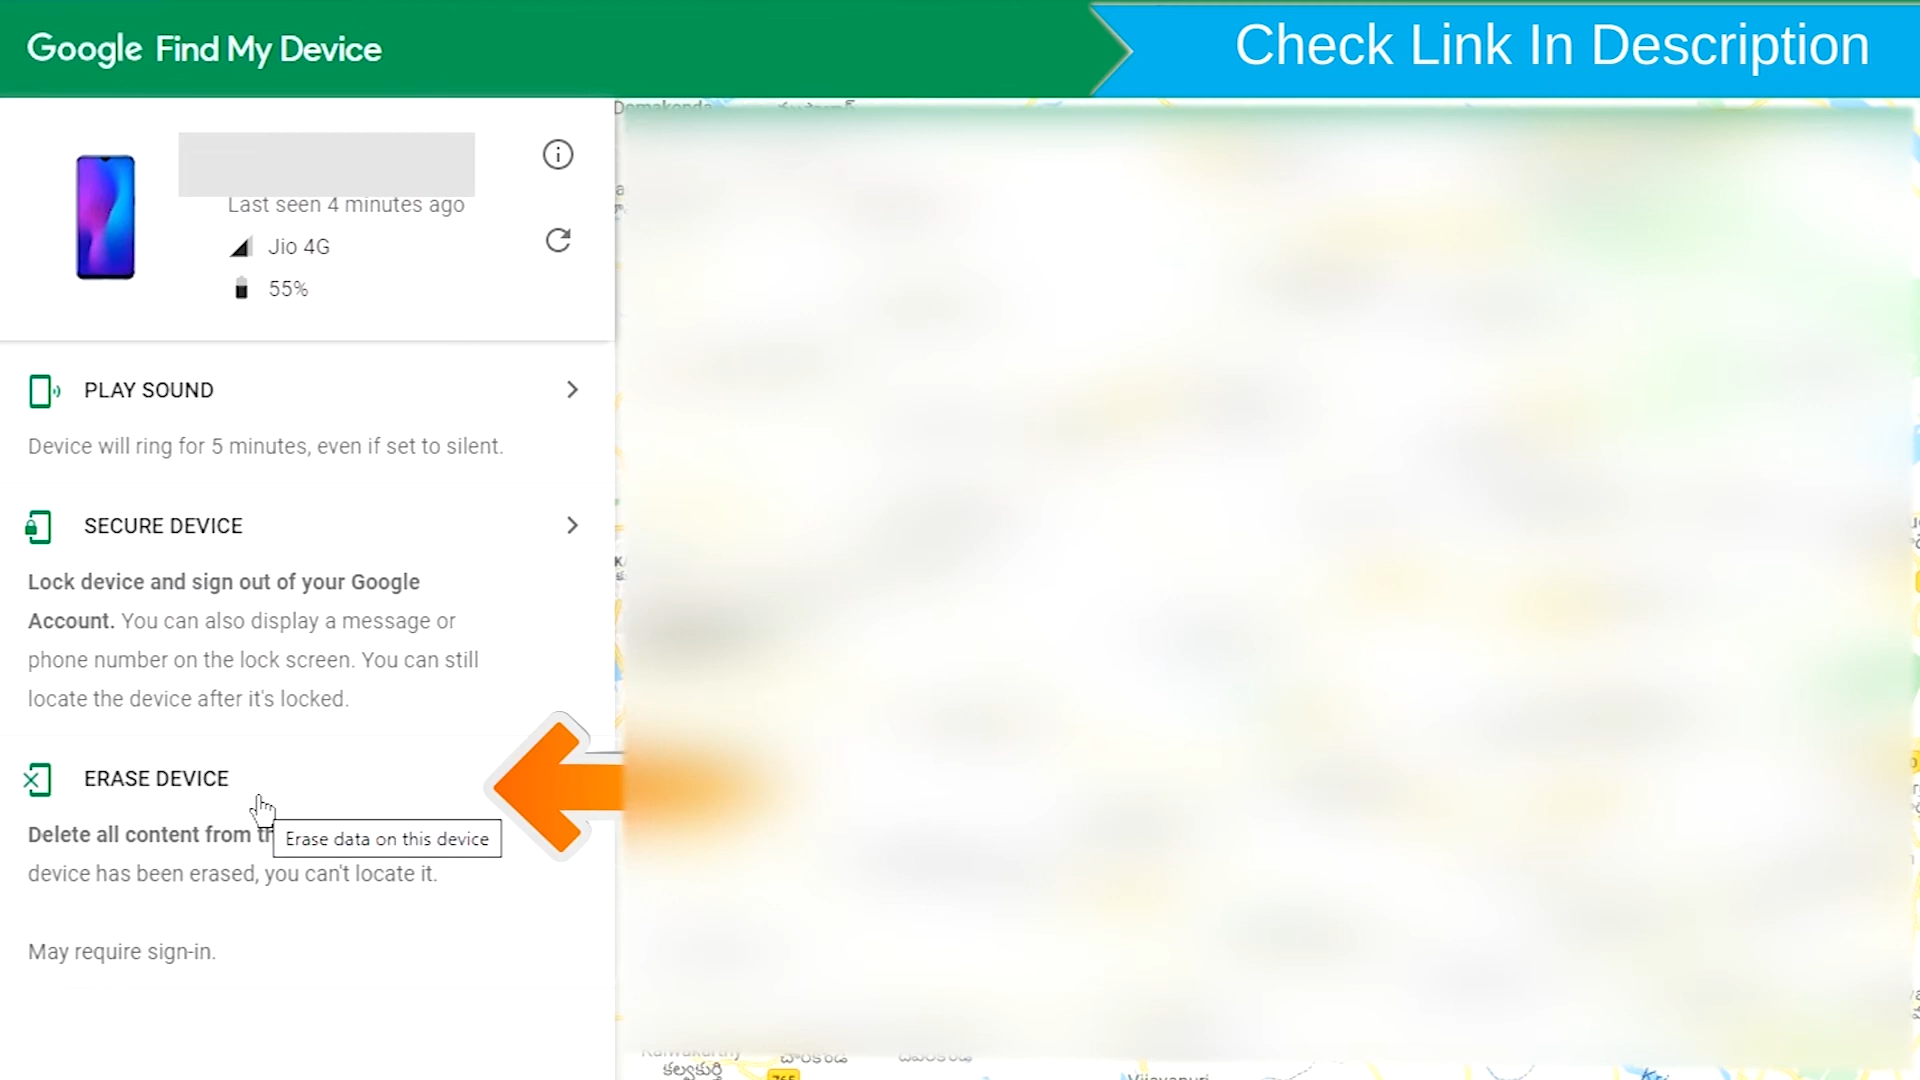 Google Find My Device
Check Link In Description
Last seen 4 minutes ago
Jio 4G
55%
PLAY SOUND
Device will ring for 5 minutes, even if set to silent.
SECURE DEVICE
Lock device and sign out of your Google
Account. You can also display a message or
phone number on the lock screen. You can still
locate the device after it's locked.
ERASE DEVICE
Delete all content from
Erase data on this device
device has been erased, you can't locate it.
May require sign-in.
కల్వకుర్తి